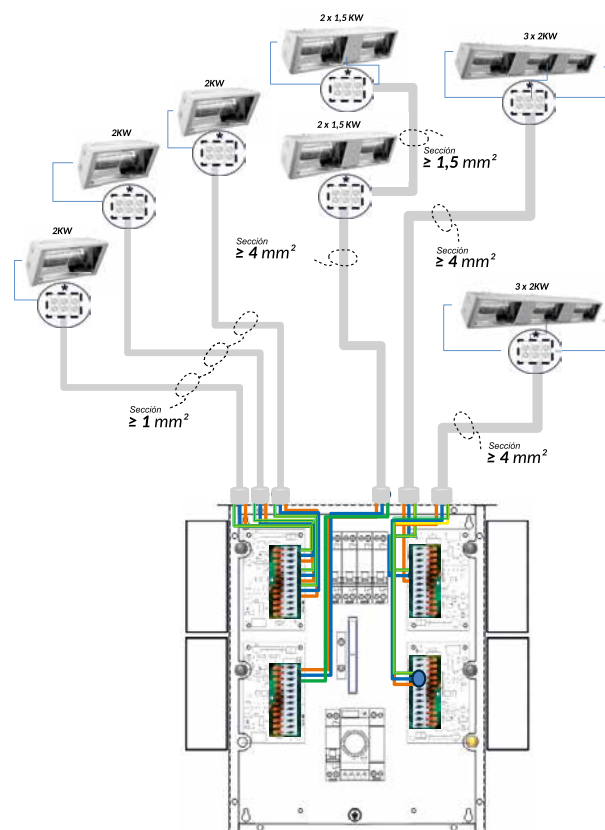 2 x 1,5 KW
3 x 2KW
2KW
2KW
2 x 1,5 KW
2KW
Sección
≥ 1,5 mm²
Sección
≥ 4 mm²
Sección
≥ 4 mm²
3 x 2KW
Sección
≥ 1 mm²
Sección
≥ 4 mm²